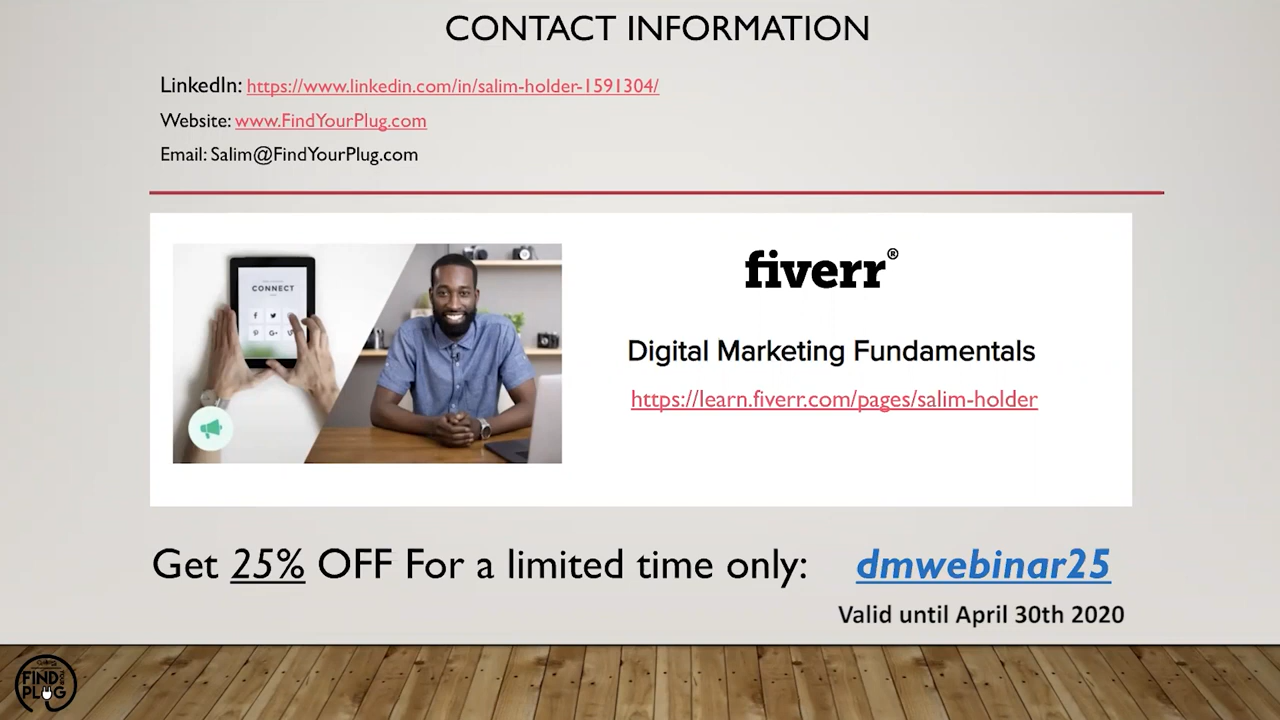 CONTACT INFORMATION
LinkedIn: https://www.linkedin.com/in/salim-holder-1591304/
Website: www.FindYourPlug.com
Email: Salim@FindYourPlug.com
CONNECT
fiverr®
Digital Marketing Fundamentals
https://learn.fiverr.com/pages/salim-holder
Get 25% OFF For a limited time only: dmwebinar25
Valid until April 30th 2020
FIND YOUR
PLUG